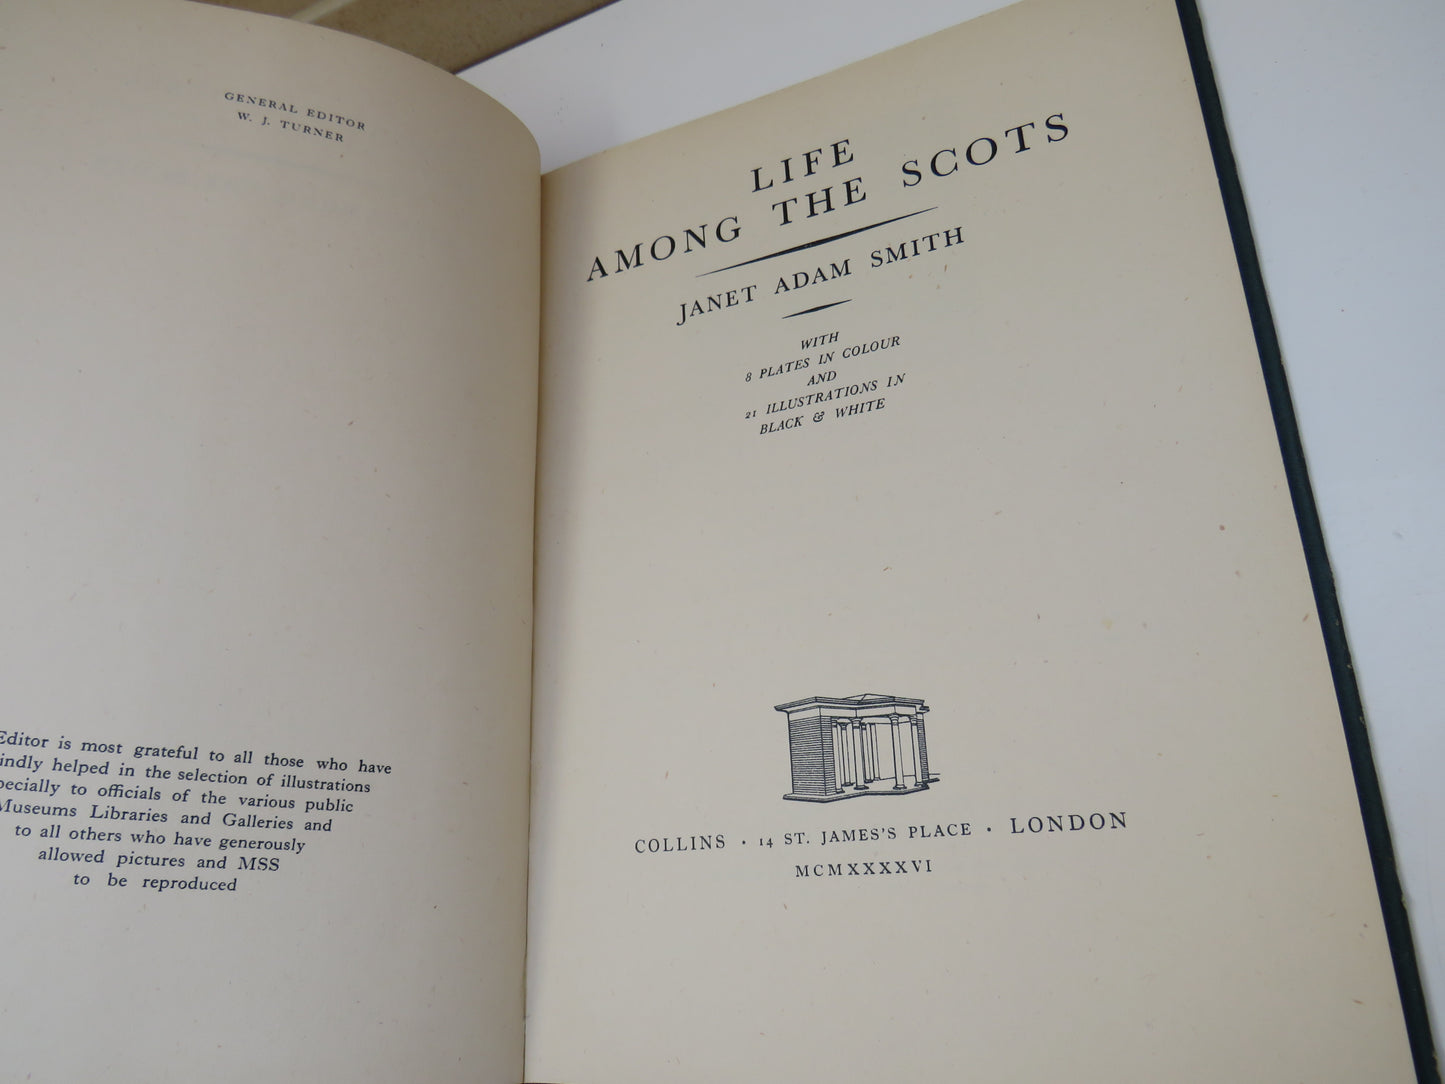 GENERAL EDITOR
W. J. TURNER
Editor is most grateful to all those who have
helped in the selection of illustrations
to officials of the various public
Museums Libraries and Galleries and
to all others who have generously
allowed pictures and MSS
to be reproduced
LIFE
AMONG THE SCOTS
JANET ADAM SMITH
WITH
8 PLATES IN COLOUR
AND
21 ILLUSTRATIONS IN
BLACK & WHITE
COLLINS · 14 ST. JAMES'S PLACE · LONDON
MCMXXXXVI